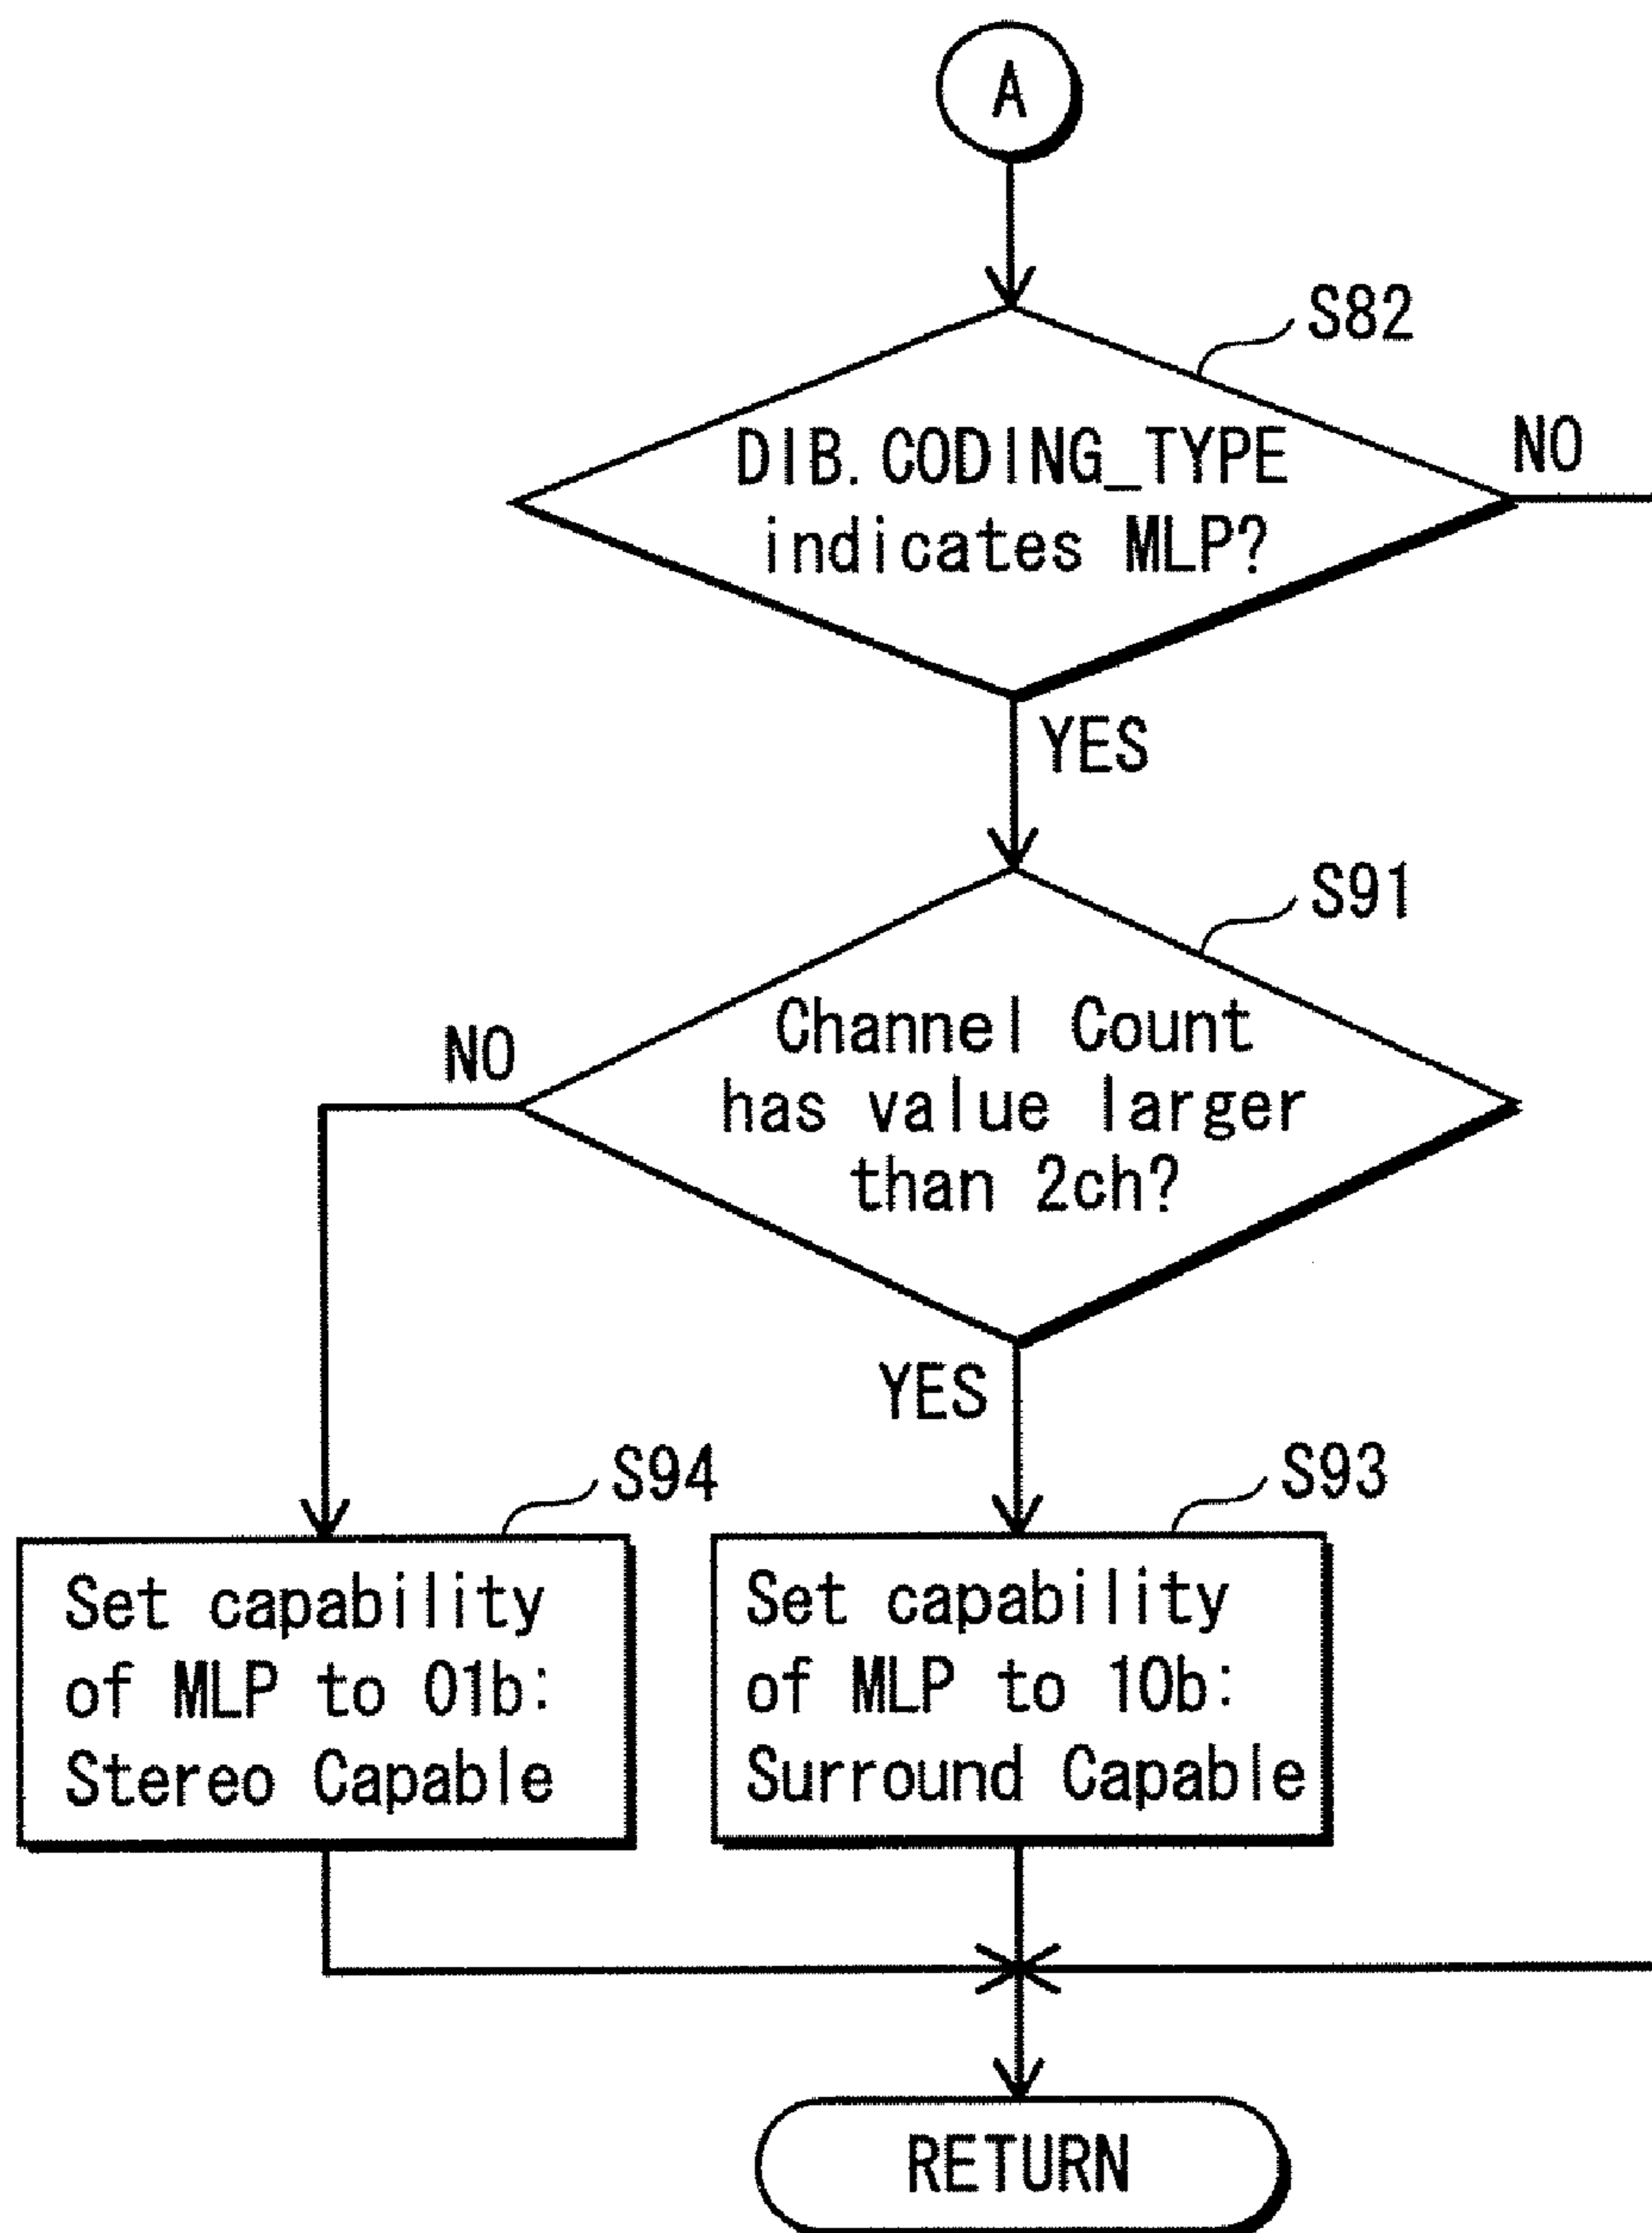 A
S82
DIB.CODING_TYPE
indicates MLP?
NO
YES
S91
Channel Count
has value larger
than 2ch?
NO
YES
S94
Set capability
of MLP to 01b:
Stereo Capable
S93
Set capability
of MLP to 10b:
Surround Capable
RETURN